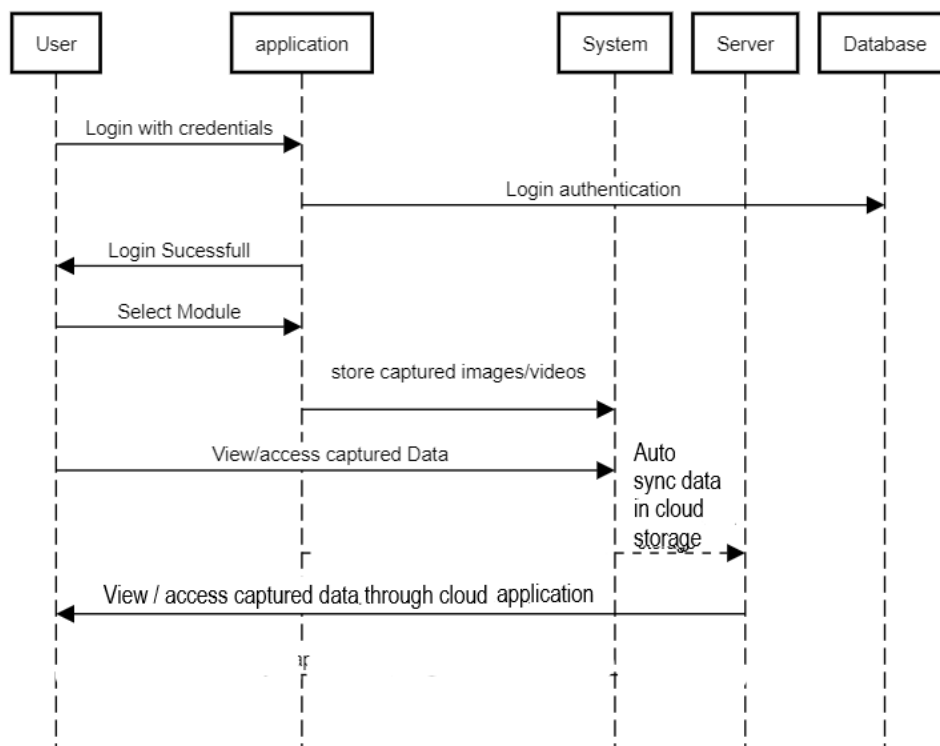 User
application
System
Server
Database
Login with credentials
Login authentication
Login Sucessfull
Select Module
store captured images/videos
View/access captured Data
Auto
sync data
in cloud
storage
View / access captured data through cloud application